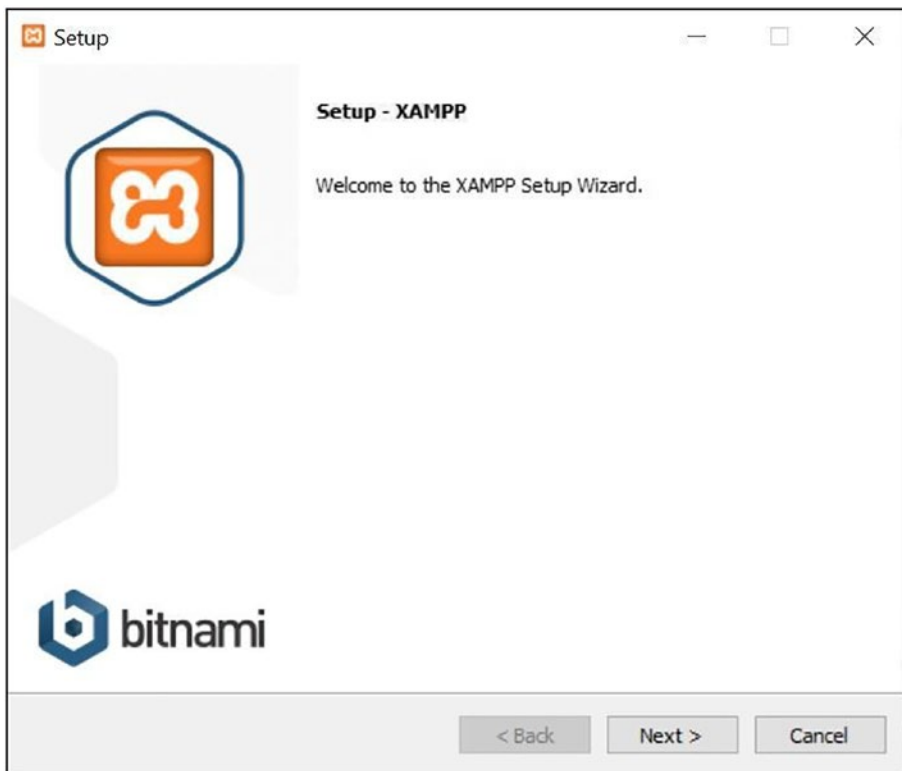 Setup
Setup - XAMPP
Welcome to the XAMPP Setup Wizard.
bitnami
< Back
Next >
Cancel